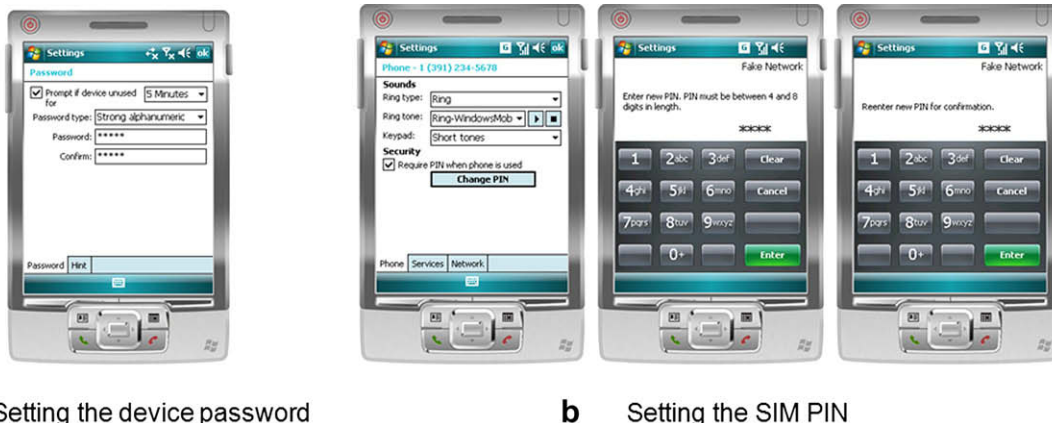 Settings
ok
Password
Prompt if device unused for
5 Minutes
Password type: Strong alphanumeric
Password: *****
Confirm: *****
Password Hint
Settings
G
ok
Phone - 1 (391) 234-5678
Sounds
Ring type: Ring
Ring tone: Ring-WindowsMob
Keypad: Short tones
Security
Require PIN when phone is used
Change PIN
Phone Services Network
Settings
G
Fake Network
Enter new PIN. PIN must be between 4 and 8
digits in length.
****
1 2abc 3def Clear
4ghi 5jkl 6mno Cancel
7pqrs 8tuv 9wxyz
0+ Enter
Settings
G
Fake Network
Reenter new PIN for confirmation.
****
1 2abc 3def Clear
4ghi 5jkl 6mno Cancel
7pqrs 8tuv 9wxyz
0+ Enter
Setting the device password
b Setting the SIM PIN